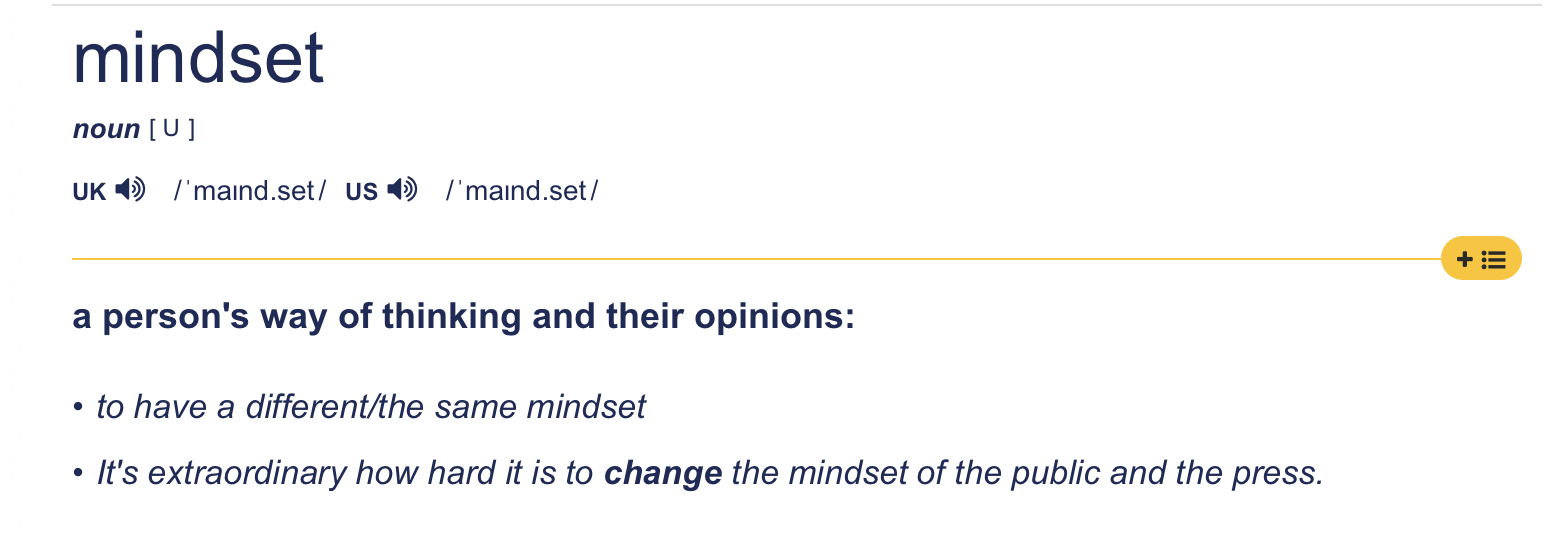 mindset
noun [ U ]
UK /ˈmaɪnd.set/ US /ˈmaɪnd.set/
a person's way of thinking and their opinions:
• to have a different/the same mindset
• It's extraordinary how hard it is to change the mindset of the public and the press.